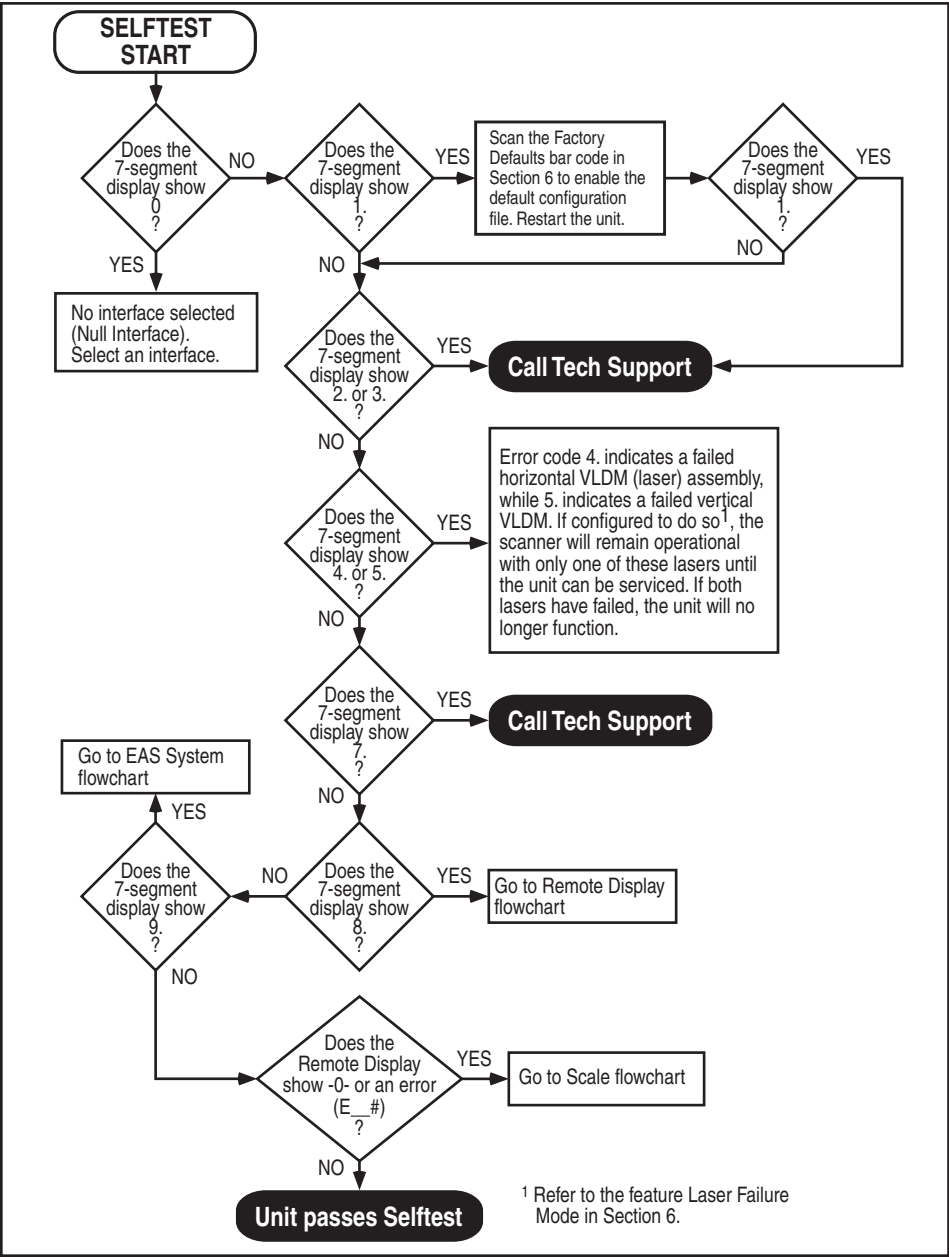 SELFTEST
START
Does the
7-segment
display show
0
?
NO
YES
No interface selected
(Null Interface).
Select an interface.
Does the
7-segment
display show
1.
?
YES
NO
Scan the Factory
Defaults bar code in
Section 6 to enable the
default configuration
file. Restart the unit.
Does the
7-segment
display show
1.
?
YES
NO
Does the
7-segment
display show
2. or 3.
?
YES
Call Tech Support
NO
Does the
7-segment
display show
4. or 5.
?
YES
Error code 4. indicates a failed
horizontal VLDM (laser) assembly,
while 5. indicates a failed vertical
VLDM. If configured to do so1, the
scanner will remain operational
with only one of these lasers until
the unit can be serviced. If both
lasers have failed, the unit will no
longer function.
NO
Does the
7-segment
display show
7.
?
YES
Call Tech Support
NO
Does the
7-segment
display show
8.
?
YES
Go to Remote Display
flowchart
NO
Does the
7-segment
display show
9.
?
YES
Go to EAS System
flowchart
NO
Does the
Remote Display
show -0- or an error
(E__#)
?
YES
Go to Scale flowchart
NO
Unit passes Selftest
1 Refer to the feature Laser Failure
Mode in Section 6.